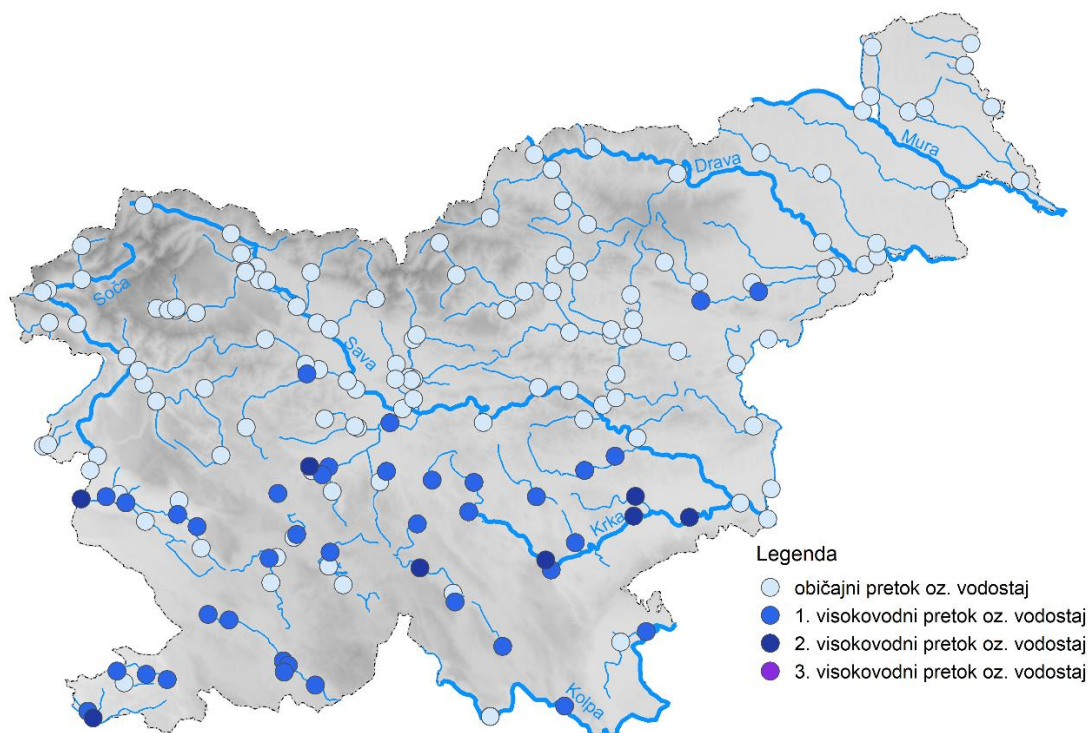 Mura
Drava
Soča
Sava
Krka
Legenda
običajni pretok oz. vodostaj
1. visokovodni pretok oz. vodostaj
2. visokovodni pretok oz. vodostaj
3. visokovodni pretok oz. vodostaj
Kolpa